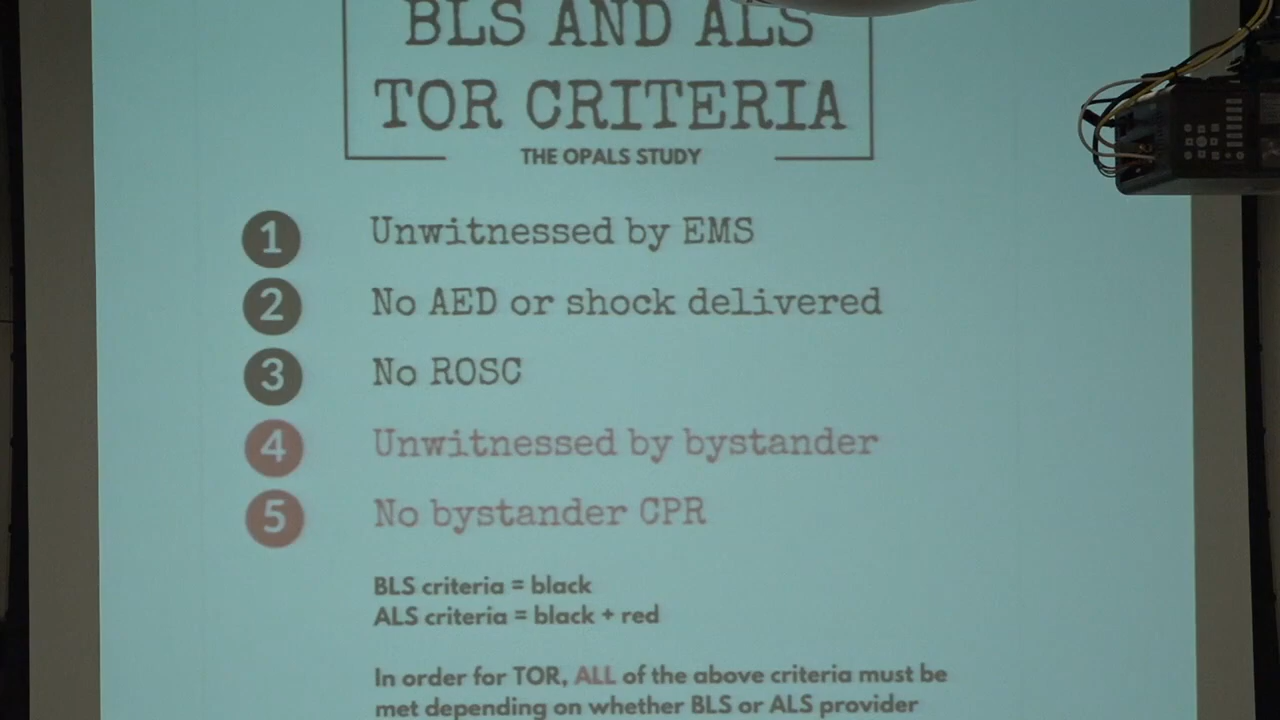 BLS AND ALS
TOR CRITERIA
THE OPALS STUDY
1 Unwitnessed by EMS
2 No AED or shock delivered
3 No ROSC
4 Unwitnessed by bystander
5 No bystander CPR
BLS criteria = black
ALS criteria = black + red
In order for TOR, ALL of the above criteria must be
met depending on whether BLS or ALS provider